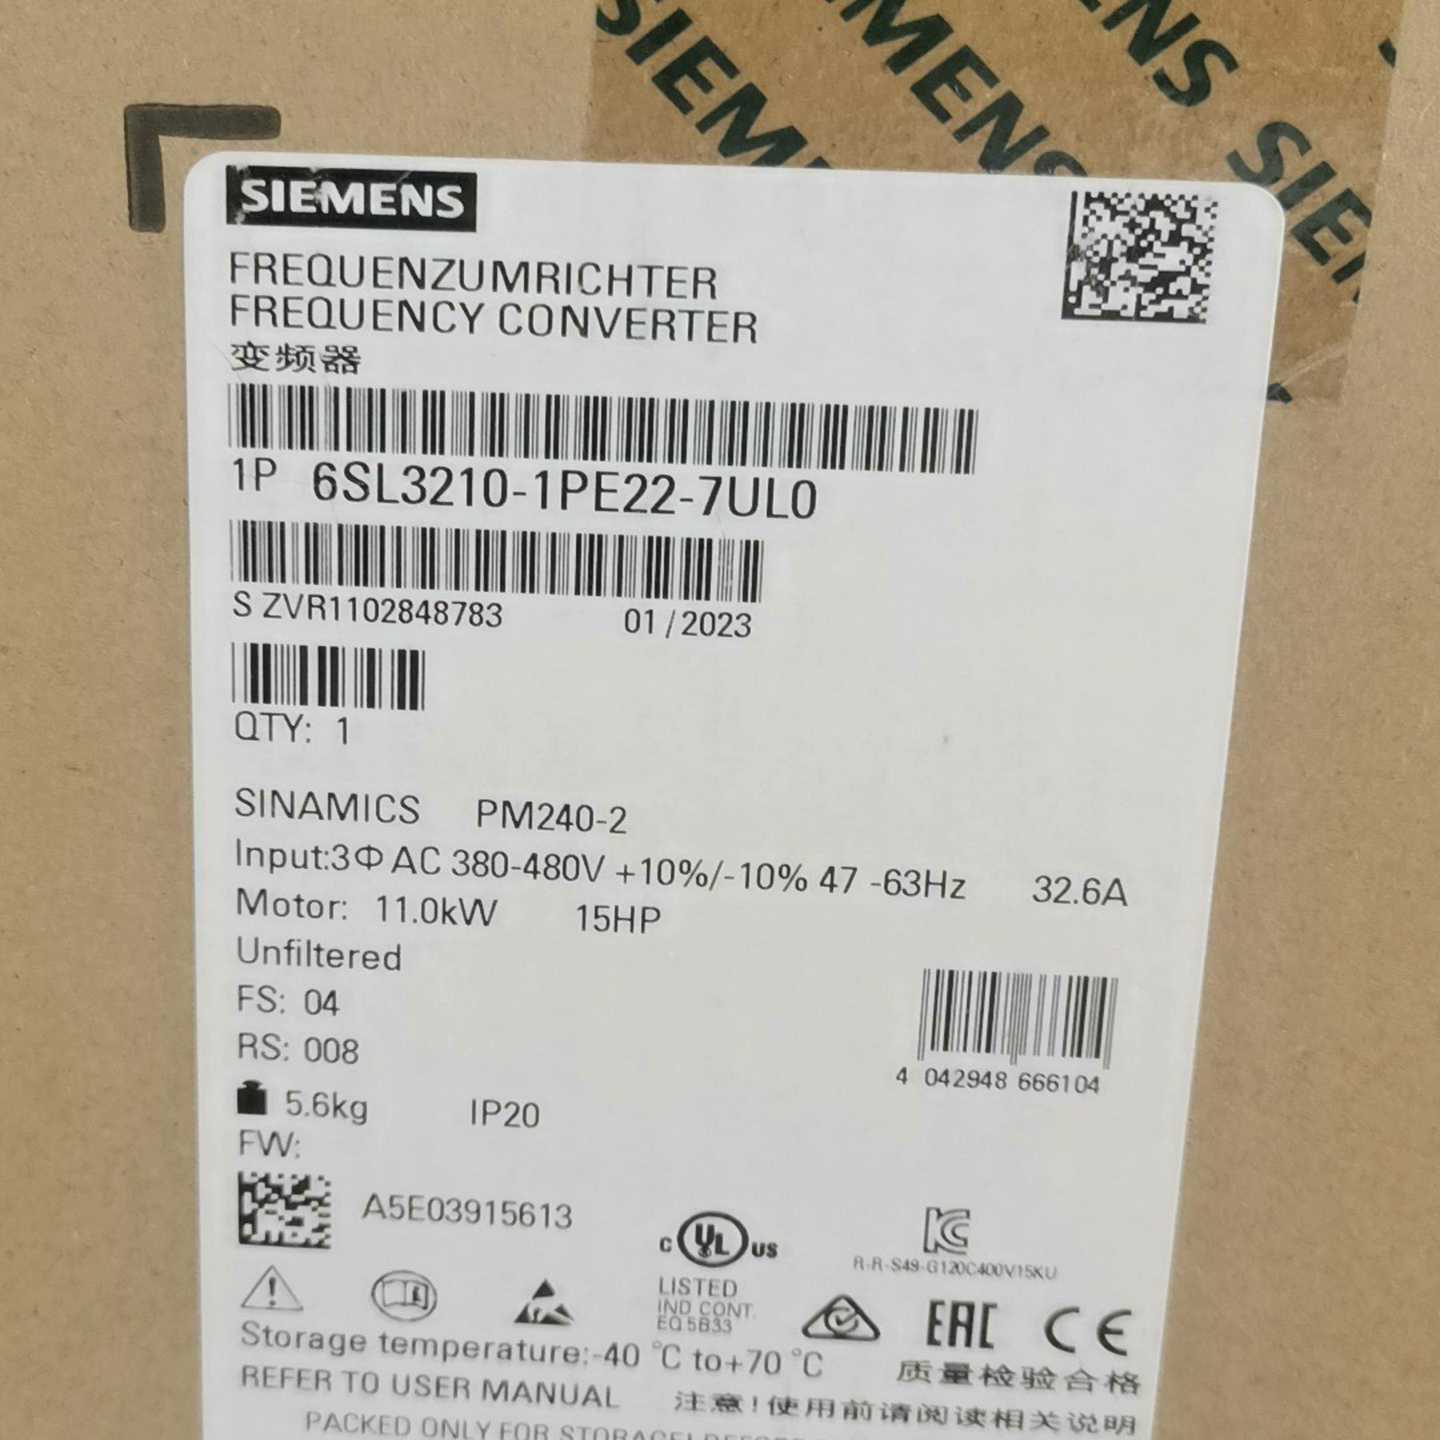 SIEMENS
SIEMENS
SIEMENS
FREQUENZUMRICHTER
FREQUENCY CONVERTER
变频器
1P 6SL3210-1PE22-7UL0
S ZVR1102848783 01/2023
QTY: 1
SINAMICS PM240-2
Input:3Φ AC 380-480V +10%/-10% 47 -63Hz 32.6A
Motor: 11.0kW 15HP
Unfiltered
FS: 04
RS: 008
4 042948 666104
5.6kg IP20
FW:
A5E03915613
C UL US
LISTED
IND CONT.
EQ 5B33
R-R-S49-G120C400V15KU
EAC CE
Storage temperature:-40 °C to+70 °C
质量检验合格
REFER TO USER MANUAL 注意!使用前请阅读相关说明
PACKED ONLY FOR STORAGE!